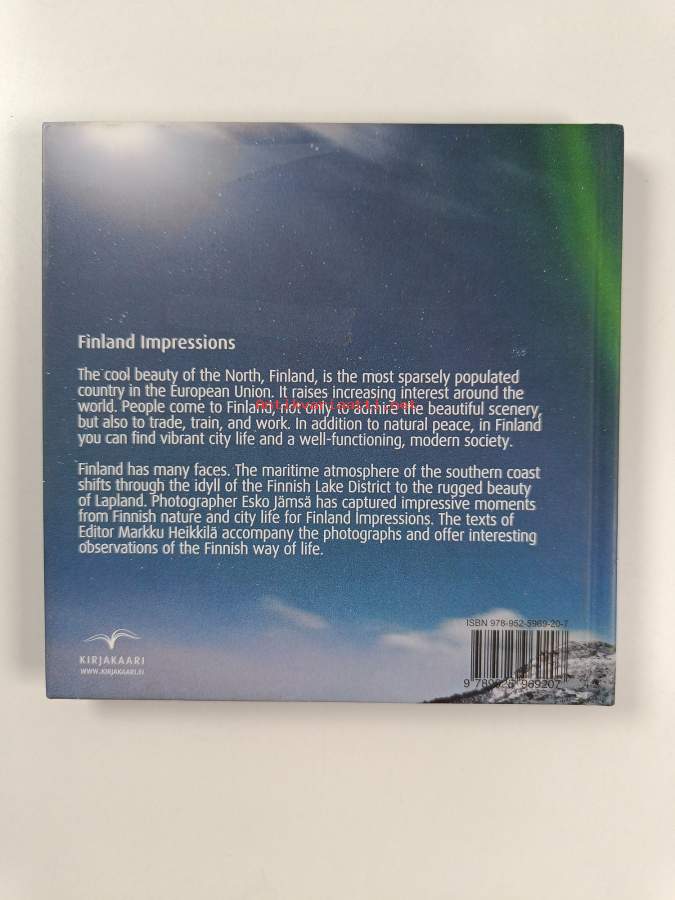 Finland Impressions
The cool beauty of the North, Finland, is the most sparsely populated
country in the European Union. It raises increasing interest around the
world. People come to Finland, not only to admire the beautiful scenery,
but also to trade, train, and work. In addition to natural peace, in Finland
you can find vibrant city life and a well-functioning, modern society.
Finland has many faces. The maritime atmosphere of the southern coast
shifts through the idyll of the Finnish Lake District to the rugged beauty
of Lapland. Photographer Esko Jämsä has captured impressive moments
from Finnish nature and city life for Finland Impressions. The texts of
Editor Markku Heikkilä accompany the photographs and offer interesting
observations of the Finnish way of life.
KIRJAKAARI
WWW.KIRJAKAARI.FI
ISBN 978-952-5969-20-7
9 789525 969207
Antikvariaatti.net